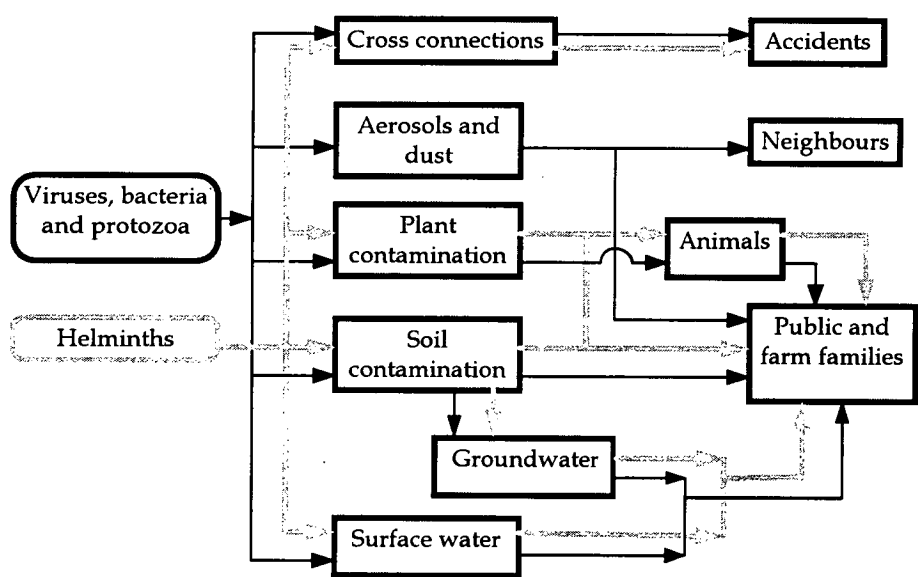 Cross connections
Accidents
Aerosols and
dust
Neighbours
Viruses, bacteria
and protozoa
Plant
contamination
Animals
Helminths
Soil
contamination
Public and
farm families
Groundwater
Surface water